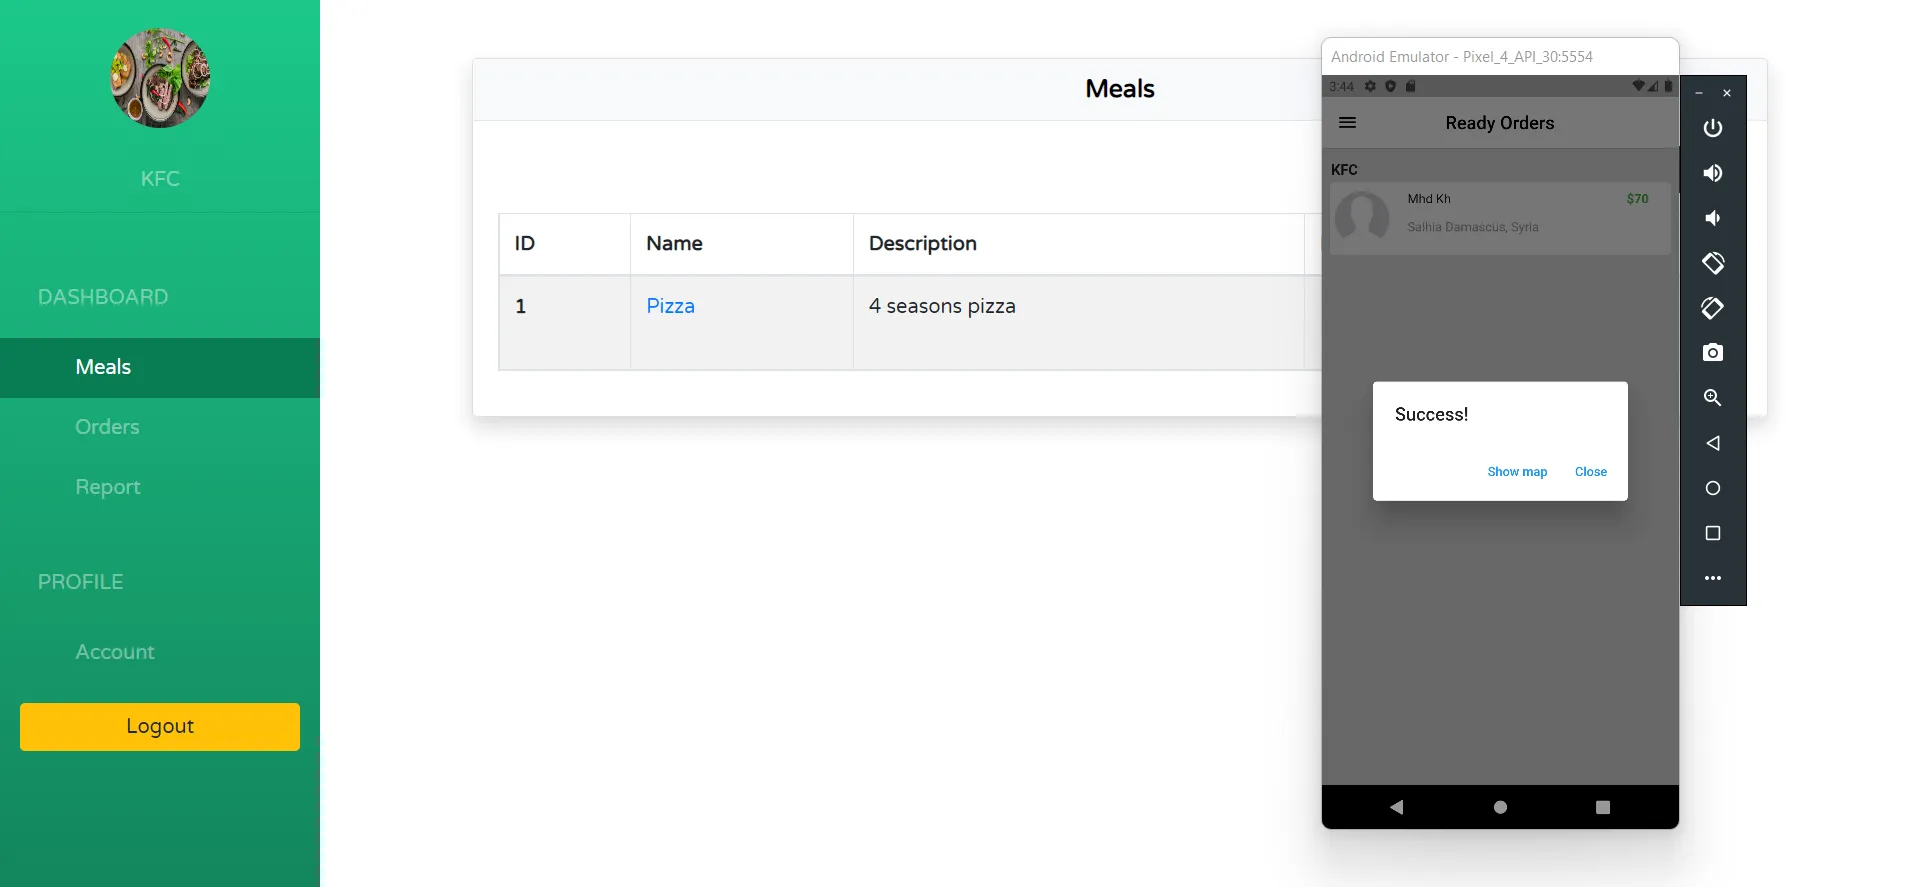 KFC
DASHBOARD
Meals
Orders
Report
PROFILE
Account
Logout
Meals
ID Name Description
1 Pizza 4 seasons pizza
Android Emulator - Pixel_4_API_30:5554
3:44
Ready Orders
KFC
Mhd Kh $70
Salhia Damascus, Syria
Success!
Show map Close